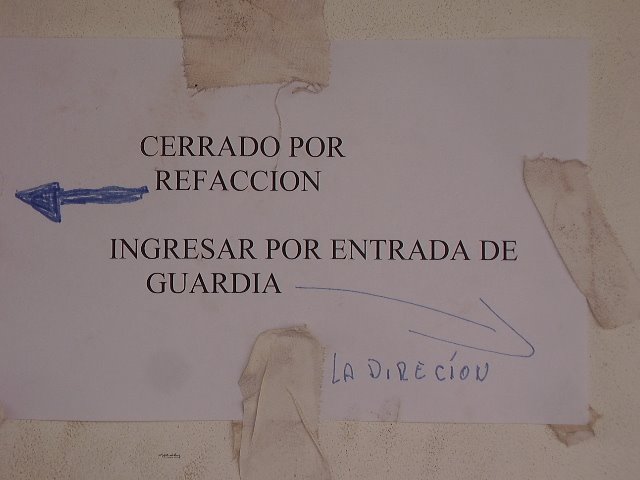 CERRADO POR
REFACCION
INGRESAR POR ENTRADA DE
GUARDIA
LA DIRECÍON